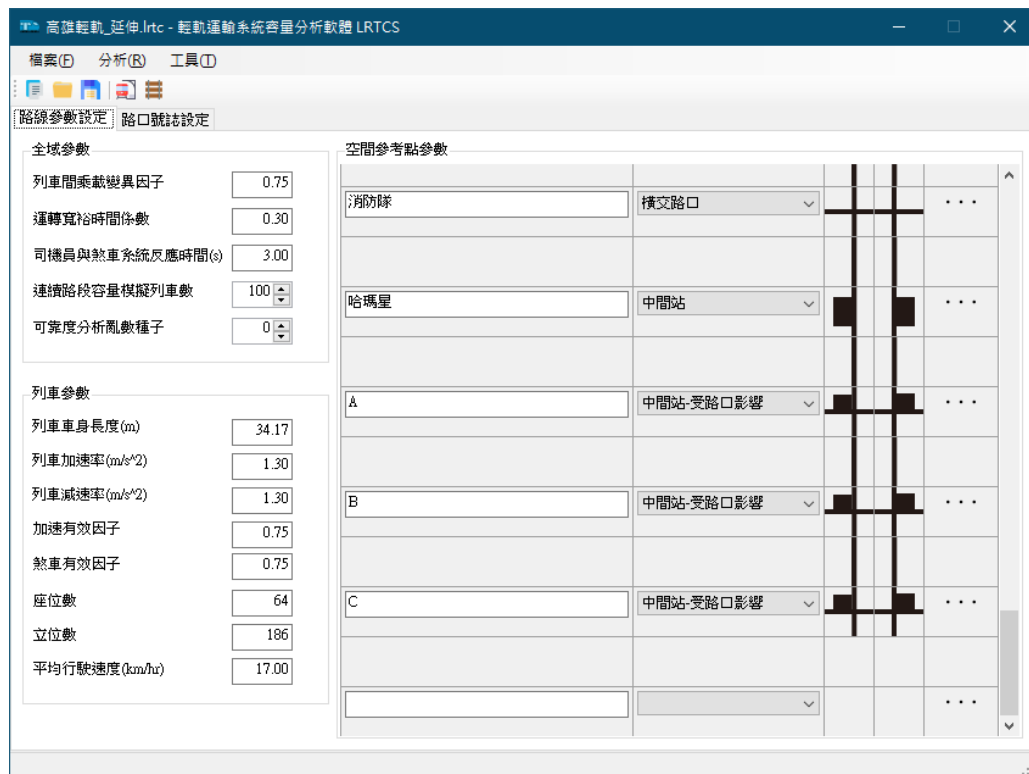 高雄輕軌_延伸.lrtc - 輕軌運輸系統容量分析軟體 LRTCS
檔案(F) 分析(R) 工具(T)
路線參數設定 路口號誌設定
全域參數
列車間乘載變異因子 0.75
運轉寬裕時間係數 0.30
司機員與煞車系統反應時間(s) 3.00
連續路段容量模擬列車數 100
可靠度分析亂數種子 0
列車參數
列車車身長度(m) 34.17
列車加速率(m/s^2) 1.30
列車減速率(m/s^2) 1.30
加速有效因子 0.75
煞車有效因子 0.75
座位數 64
立位數 186
平均行駛速度(km/hr) 17.00
空間參考點參數
消防隊 橫交路口 ...
哈瑪星 中間站 ...
A 中間站-受路口影響 ...
B 中間站-受路口影響 ...
C 中間站-受路口影響 ...
...